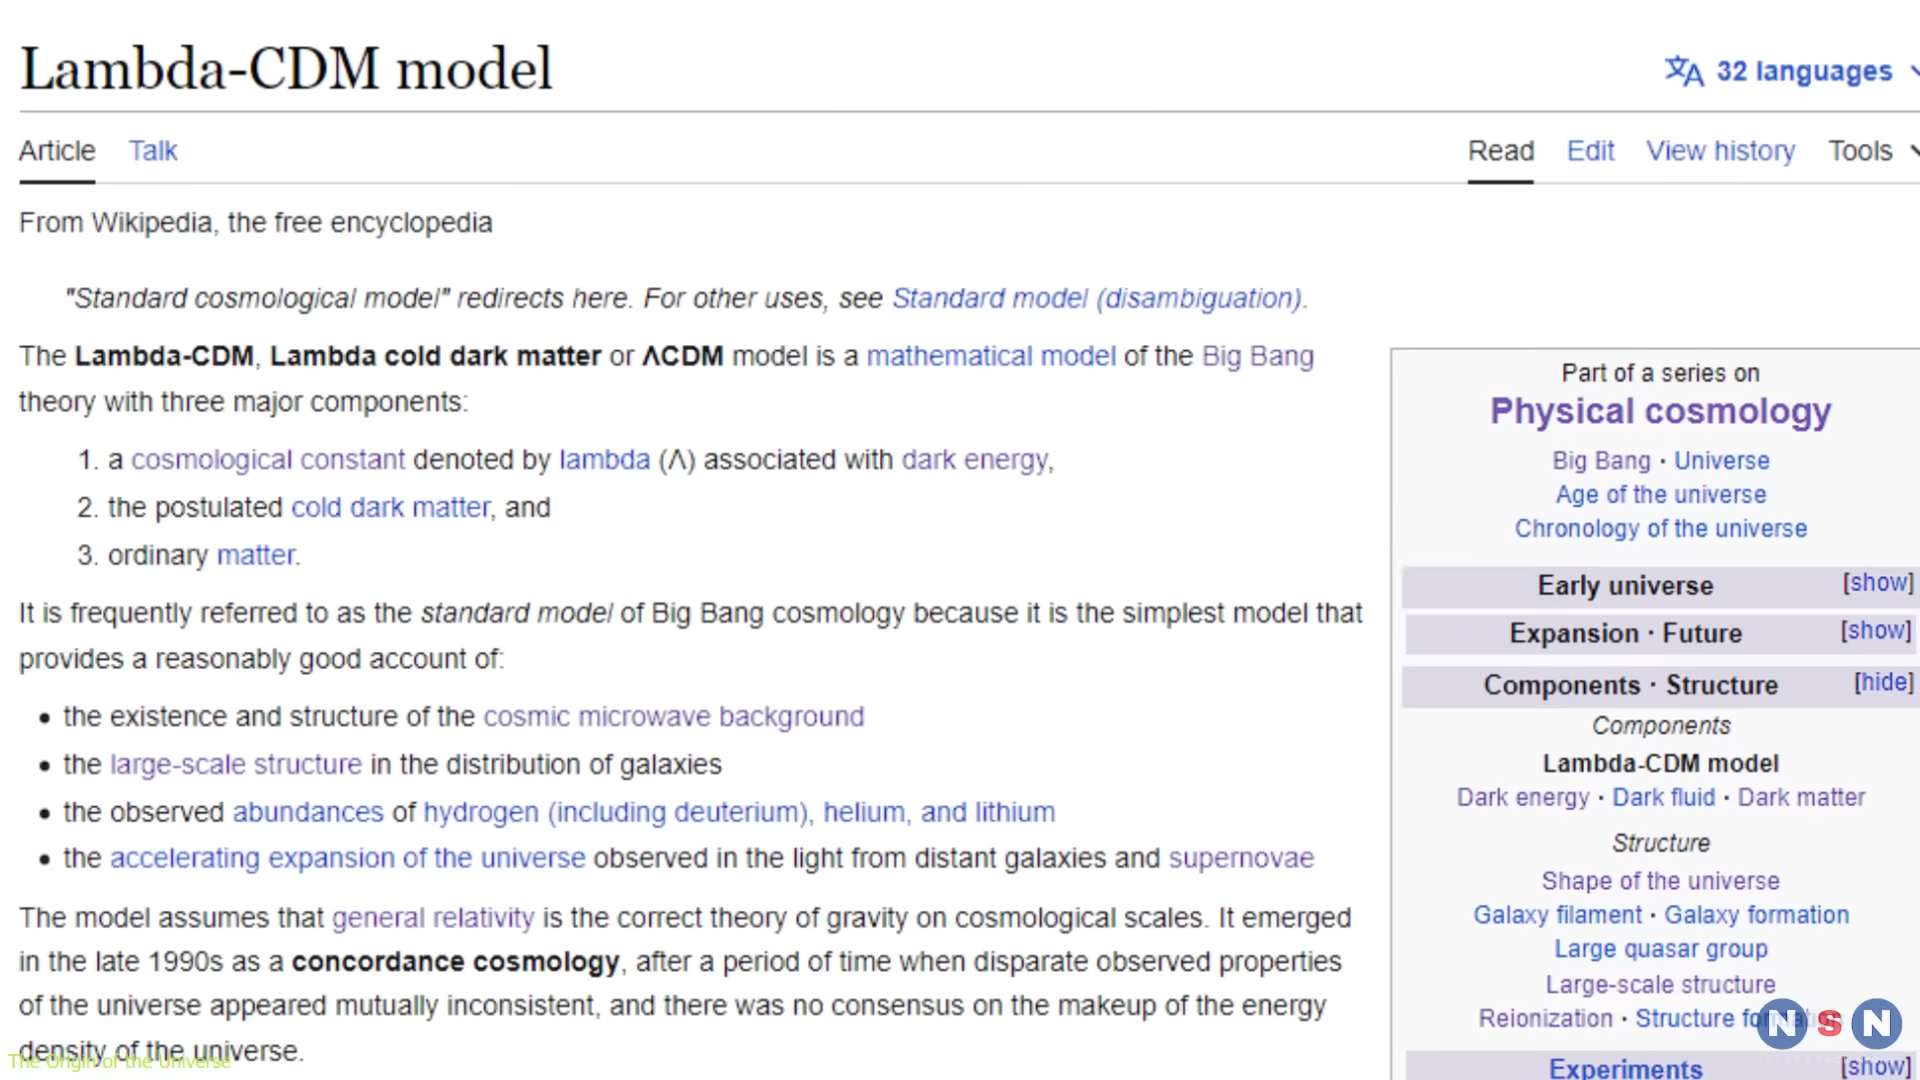 Lambda-CDM model
32 languages
Article Talk
Read Edit View history Tools
From Wikipedia, the free encyclopedia
"Standard cosmological model" redirects here. For other uses, see Standard model (disambiguation).
The Lambda-CDM, Lambda cold dark matter or ΛCDM model is a mathematical model of the Big Bang
theory with three major components:
1. a cosmological constant denoted by lambda (Λ) associated with dark energy,
2. the postulated cold dark matter, and
3. ordinary matter.
It is frequently referred to as the standard model of Big Bang cosmology because it is the simplest model that
provides a reasonably good account of:
• the existence and structure of the cosmic microwave background
• the large-scale structure in the distribution of galaxies
• the observed abundances of hydrogen (including deuterium), helium, and lithium
• the accelerating expansion of the universe observed in the light from distant galaxies and supernovae
The model assumes that general relativity is the correct theory of gravity on cosmological scales. It emerged
in the late 1990s as a concordance cosmology, after a period of time when disparate observed properties
of the universe appeared mutually inconsistent, and there was no consensus on the makeup of the energy
density of the universe.
The Origin of the Universe
Part of a series on
Physical cosmology
Big Bang · Universe
Age of the universe
Chronology of the universe
Early universe [show]
Expansion · Future [show]
Components · Structure [hide]
Components
Lambda-CDM model
Dark energy · Dark fluid · Dark matter
Structure
Shape of the universe
Galaxy filament · Galaxy formation
Large quasar group
Large-scale structure
Reionization · Structure
NSN
Experiments [show]